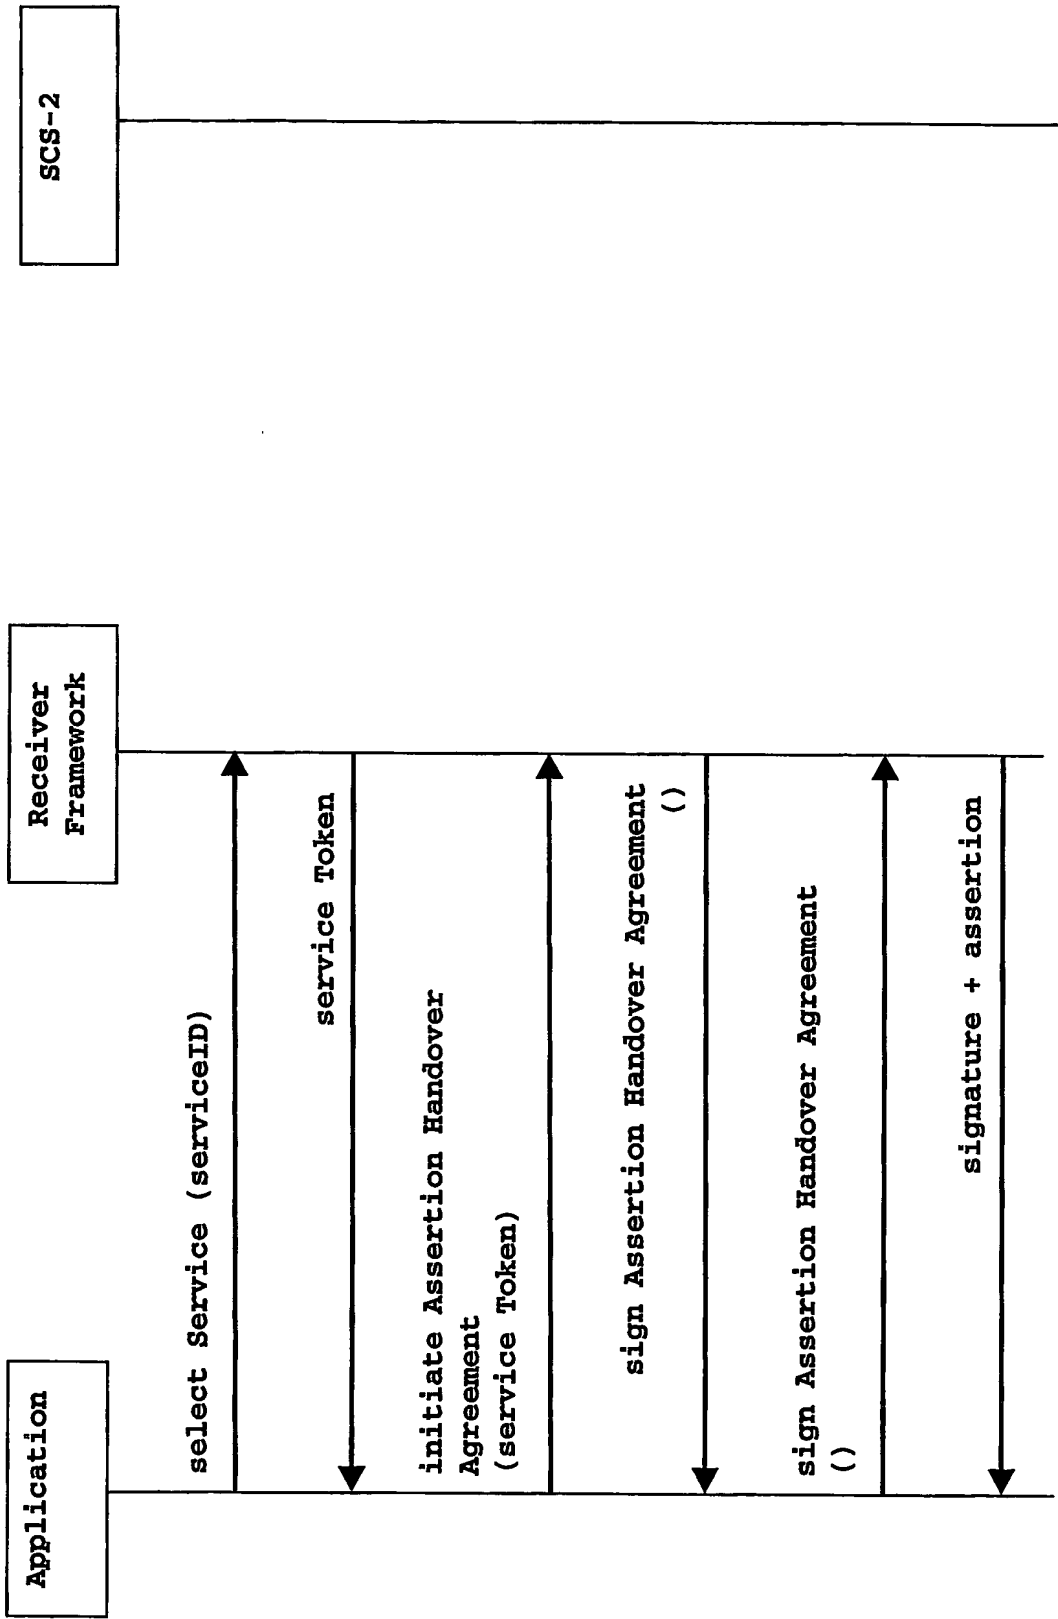 Application
Receiver
Framework
SCS-2
select Service (serviceID)
service Token
initiate Assertion Handover
Agreement
(service Token)
sign Assertion Handover Agreement
()
sign Assertion Handover Agreement
()
signature + assertion